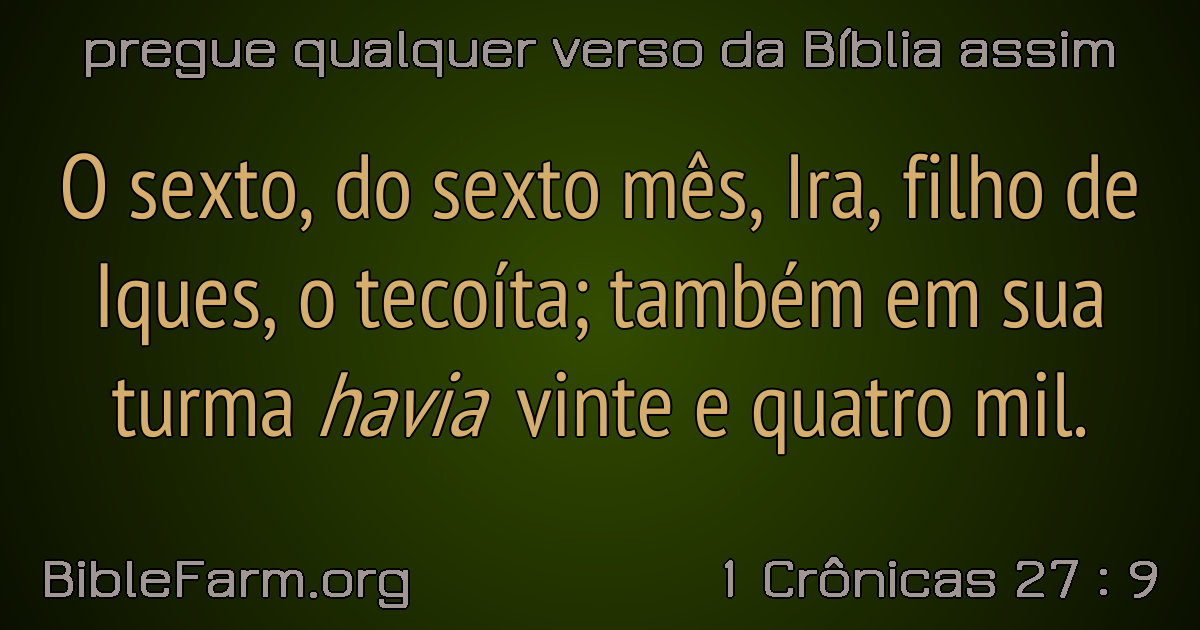 pregue qualquer verso da Bíblia assim
O sexto, do sexto mês, Ira, filho de
Iques, o tecoíta; também em sua
turma havia vinte e quatro mil.
BibleFarm.org
1 Crônicas 27 : 9